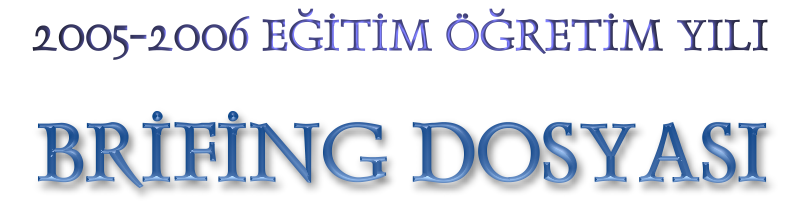 2005-2006 EĞİTİM ÖĞRETİM YILI
BRİFİNG DOSYASI